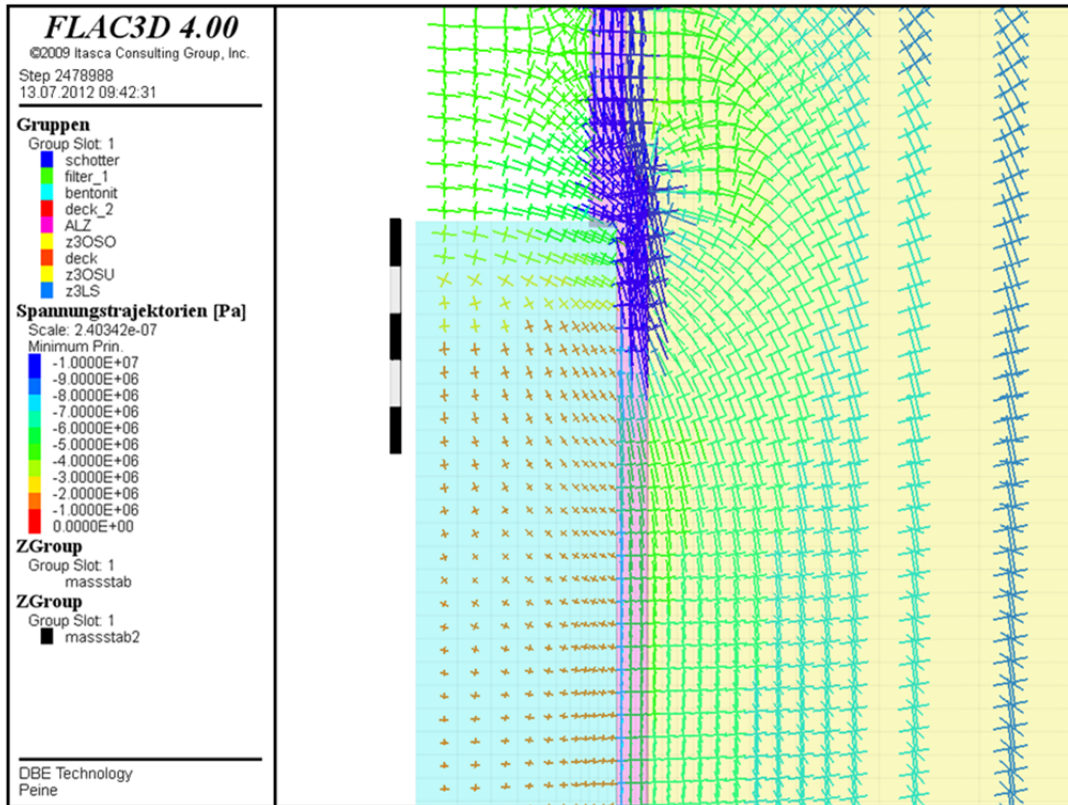 FLAC3D 4.00
©2009 Itasca Consulting Group, Inc.
Step 2478988
13.07.2012 09:42:31
Gruppen
Group Slot: 1
schotter
filter_1
bentonit
deck_2
ALZ
z3OSO
deck
z3OSU
z3LS
Spannungstrajektorien [Pa]
Scale: 2.40342e-07
Minimum Prin.
-1.0000E+07
-9.0000E+06
-8.0000E+06
-7.0000E+06
-6.0000E+06
-5.0000E+06
-4.0000E+06
-3.0000E+06
-2.0000E+06
-1.0000E+06
0.0000E+00
ZGroup
Group Slot: 1
massstab
ZGroup
Group Slot: 1
massstab2
DBE Technology
Peine